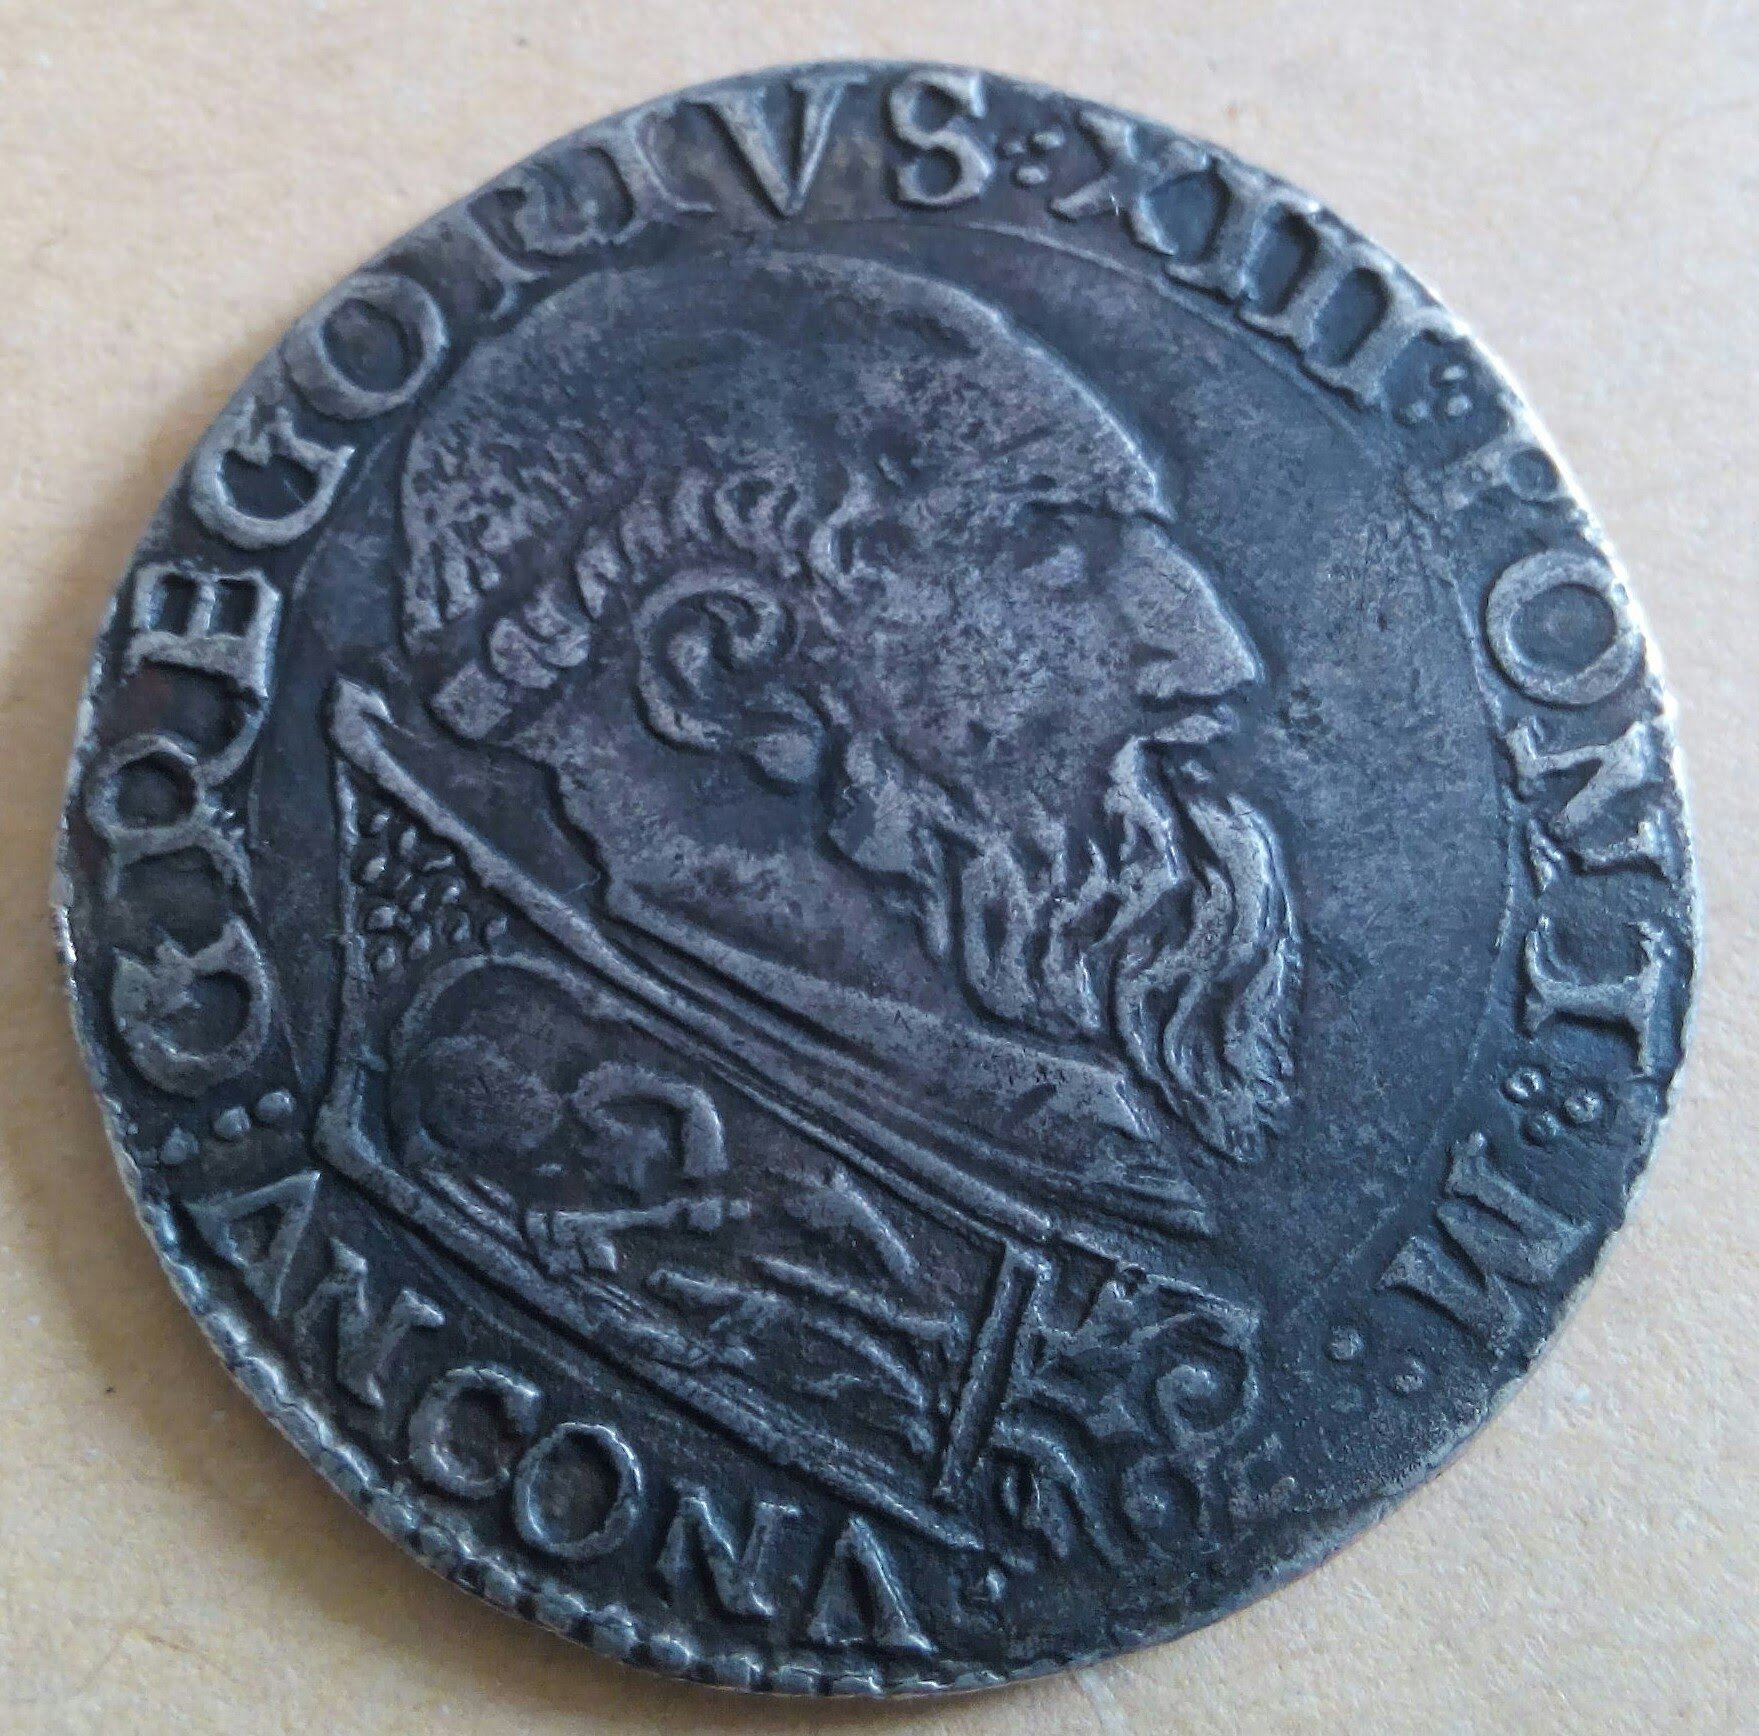 GREGORIVS XIII PONT M
ANCONA